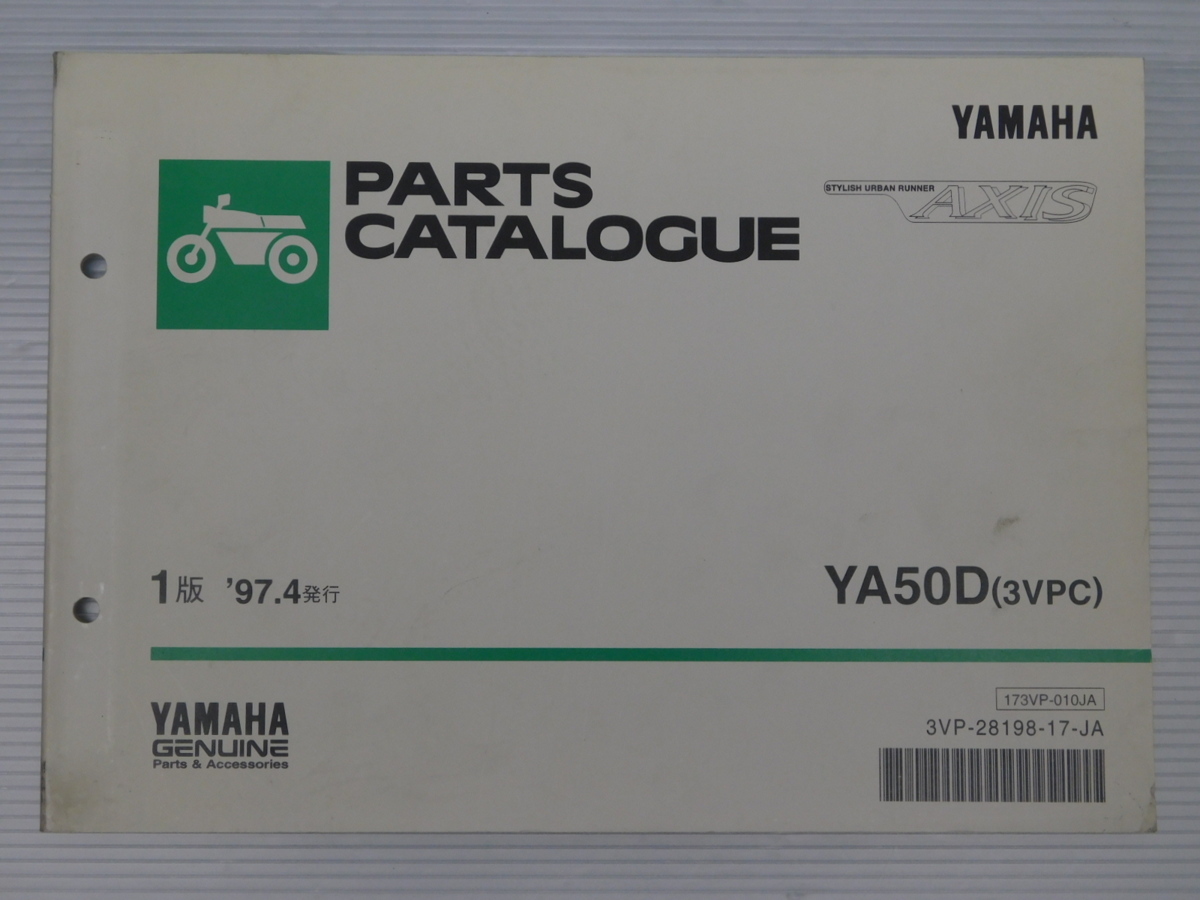 YAMAHA
PARTS
CATALOGUE
STYLISH URBAN RUNNER
AXIS
1版 '97.4発行
YA50D(3VPC)
173VP-010JA
3VP-28198-17-JA
YAMAHA
GENUINE
Parts & Accessories